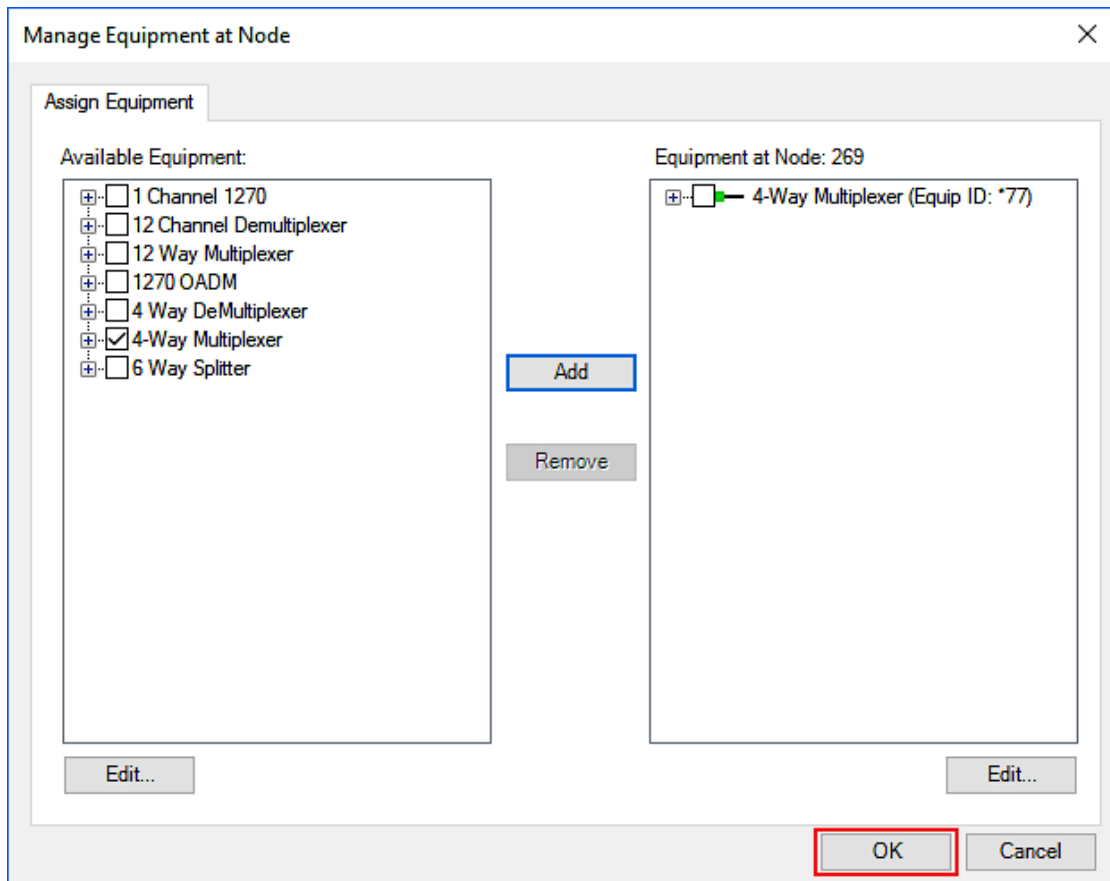 Manage Equipment at Node
Assign Equipment
Available Equipment:
1 Channel 1270
12 Channel Demultiplexer
12 Way Multiplexer
1270 OADM
4 Way DeMultiplexer
4-Way Multiplexer
6 Way Splitter
Edit...
Add
Remove
Equipment at Node: 269
4-Way Multiplexer (Equip ID: *77)
Edit...
OK
Cancel